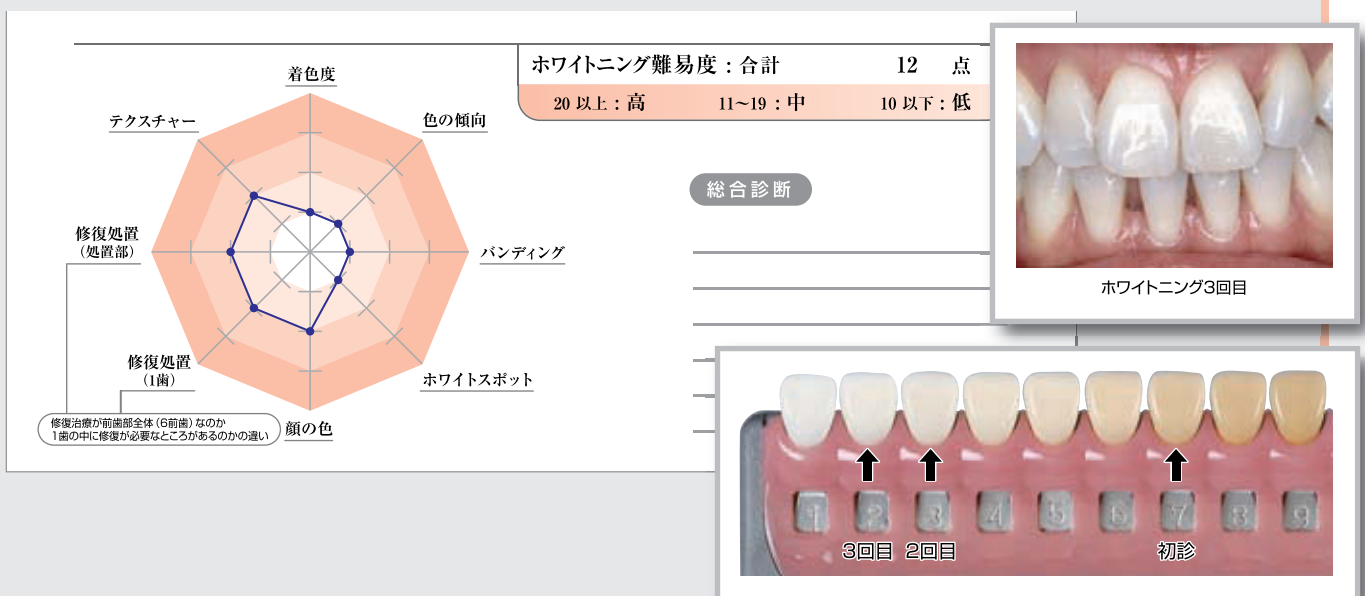 ホワイトニング難易度：合計 12 点
20 以上：高 11〜19：中 10 以下：低
着色度
テクスチャー
色の傾向
修復処置
（処置部）
バンディング
修復処置
（1歯）
ホワイトスポット
顔の色
修復治療が前歯部全体（6前歯）なのか
1歯の中に修復が必要なところがあるのかの違い
総合診断
ホワイトニング3回目
1 2 3 4 5 6 7 8 9
3回目 2回目 初診